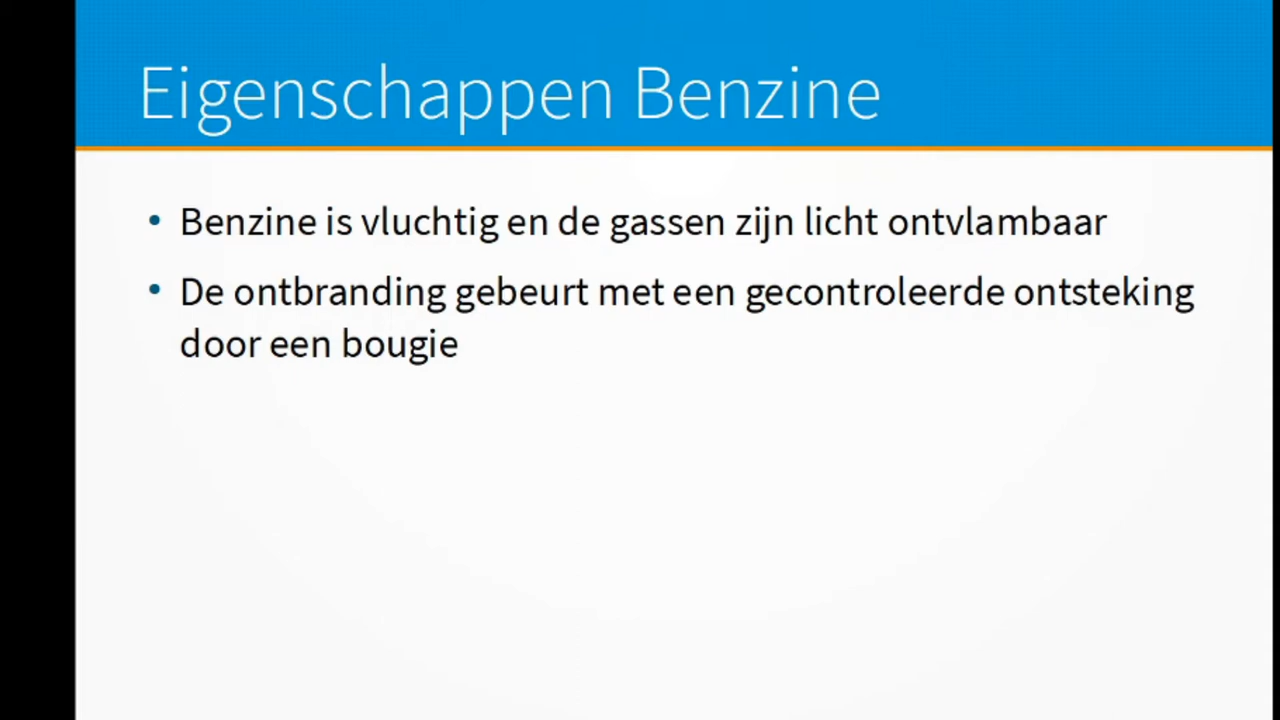 Eigenschappen Benzine
• Benzine is vluchtig en de gassen zijn licht ontvlambaar
• De ontbranding gebeurt met een gecontroleerde ontsteking
door een bougie